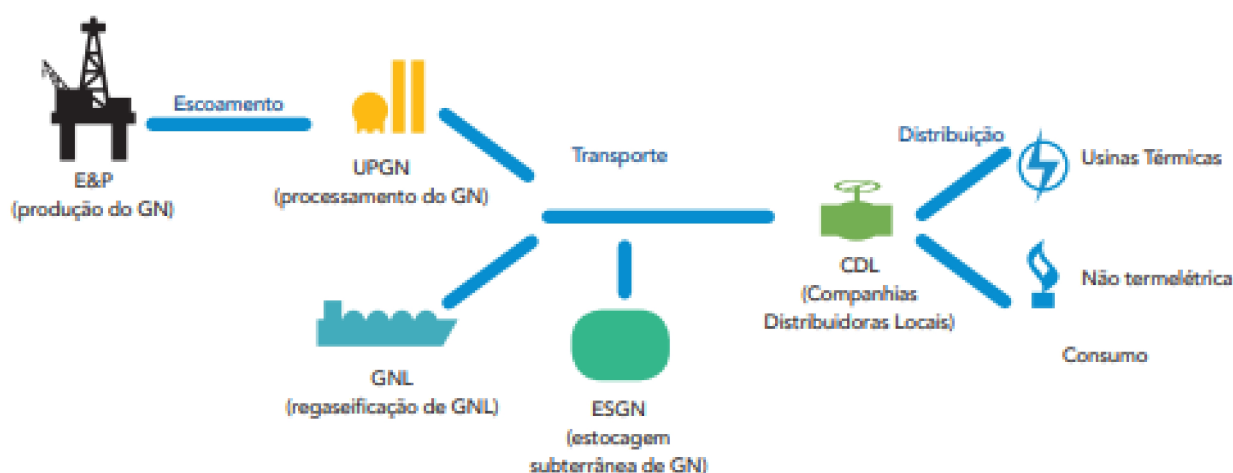 Escoamento
E&P
(produção do GN)
UPGN
(processamento do GN)
Transporte
GNL
(regaseificação de GNL)
ESGN
(estocagem
subterrânea de GN)
Distribuição
CDL
(Companhias
Distribuidoras Locais)
Usinas Térmicas
Não termelétrica
Consumo